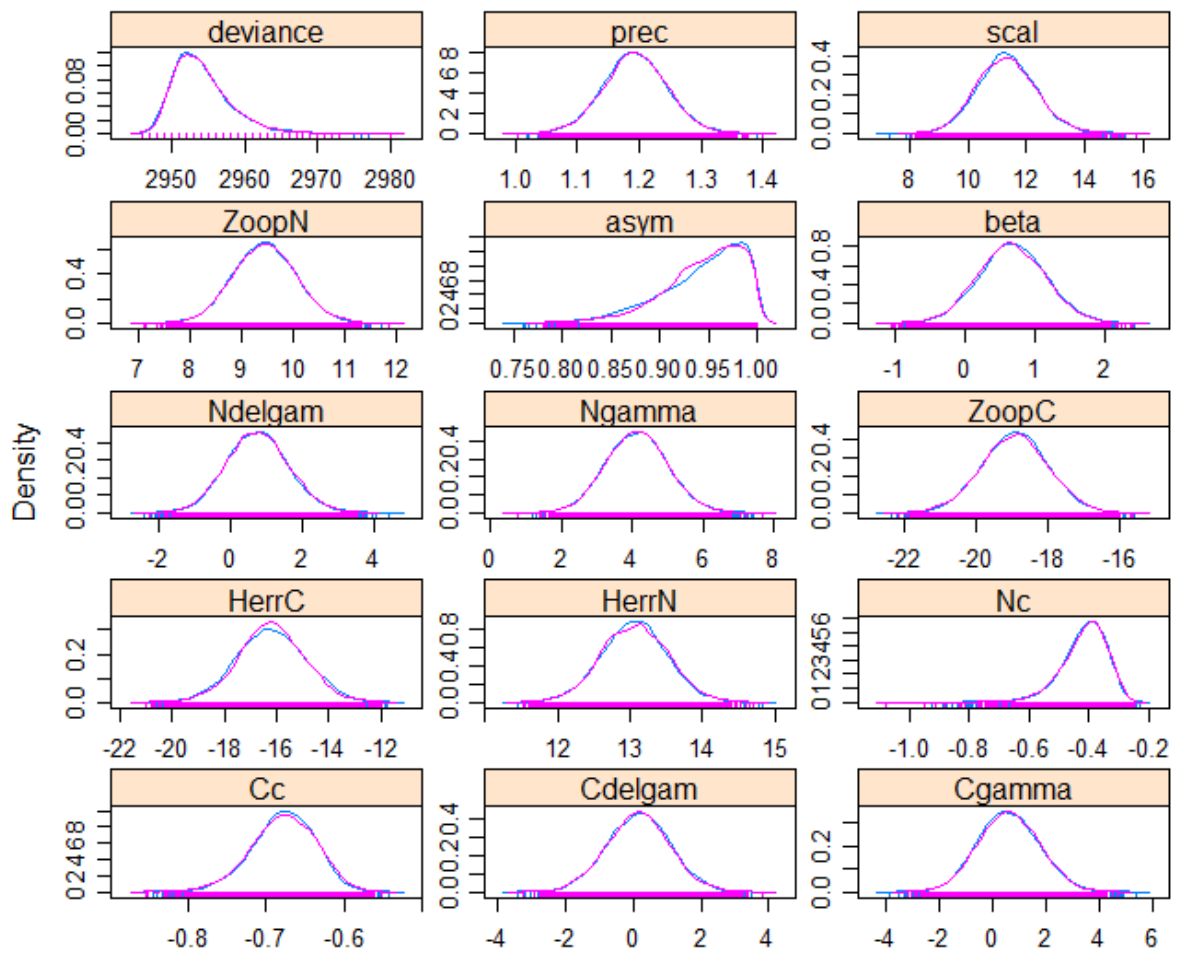 deviance prec scal
0.00 0.08
0 2 4 6 8
0.0 0.2 0.4
2950 2960 2970 2980
1.0 1.1 1.2 1.3 1.4
8 10 12 14 16
ZoopN asym beta
0.0 0.4
0 2 4 6 8
0.0 0.4 0.8
7 8 9 10 11 12
0.75 0.80 0.85 0.90 0.95 1.00
-1 0 1 2
Ndelgam Ngamma ZoopC
0.0 0.2 0.4
0.0 0.2 0.4
0.0 0.2 0.4
-2 0 2 4
0 2 4 6 8
-22 -20 -18 -16
Density
HerrC HerrN Nc
0.0 0.2
0.0 0.4 0.8
0 1 2 3 4 5 6
-22 -20 -18 -16 -14 -12
12 13 14 15
-1.0 -0.8 -0.6 -0.4 -0.2
Cc Cdelgam Cgamma
0 2 4 6 8
0.0 0.2 0.4
0.0 0.2
-0.8 -0.7 -0.6
-4 -2 0 2 4
-4 -2 0 2 4 6